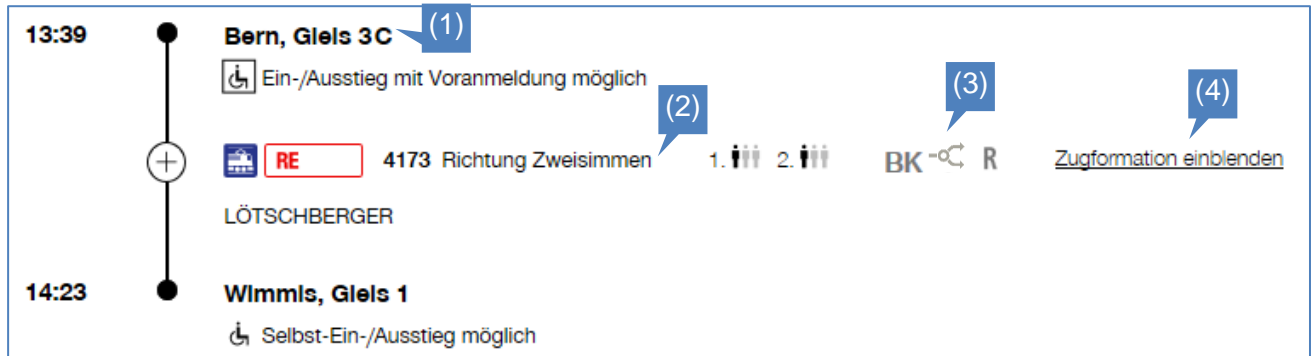 13:39 Bern, Gleis 3C (1)
Ein-/Ausstieg mit Voranmeldung möglich
(2) (3) (4)
RE 4173 Richtung Zweisimmen 1. 2. BK R Zugformation einblenden
LÖTSCHBERGER
14:23 Wimmis, Gleis 1
Selbst-Ein-/Ausstieg möglich